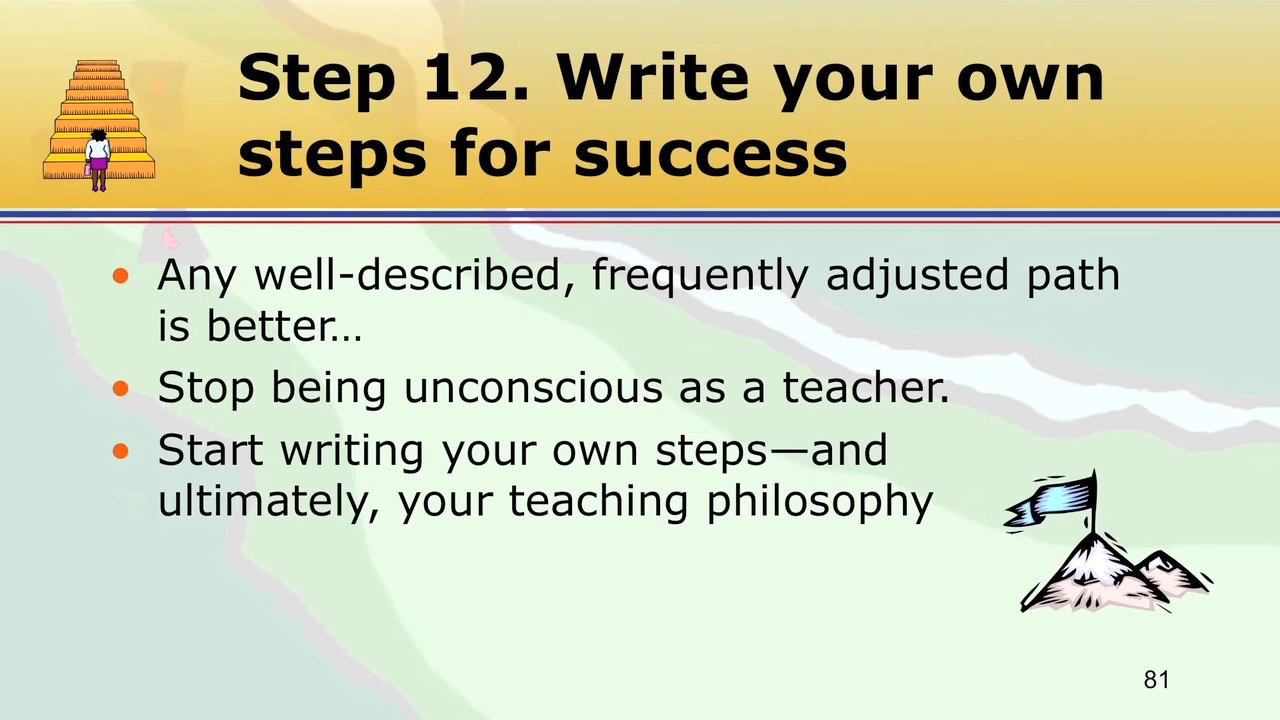 Step 12. Write your own
steps for success
• Any well-described, frequently adjusted path
is better…
• Stop being unconscious as a teacher.
• Start writing your own steps—and
ultimately, your teaching philosophy
81